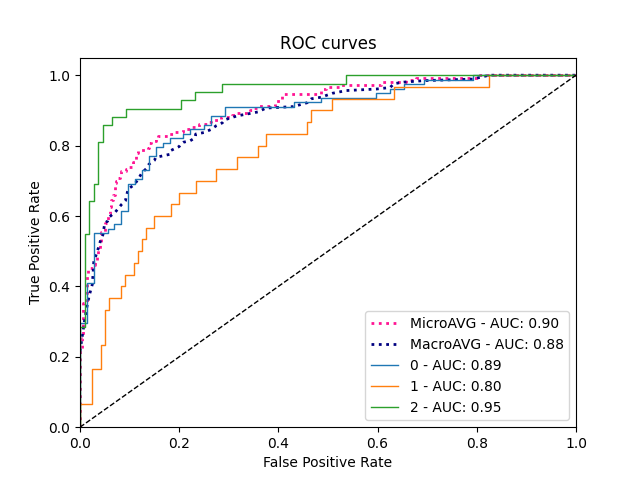 ROC curves
True Positive Rate
1.0
0.8
0.6
0.4
0.2
0.0
MicroAVG - AUC: 0.90
MacroAVG - AUC: 0.88
0 - AUC: 0.89
1 - AUC: 0.80
2 - AUC: 0.95
0.0 0.2 0.4 0.6 0.8 1.0
False Positive Rate